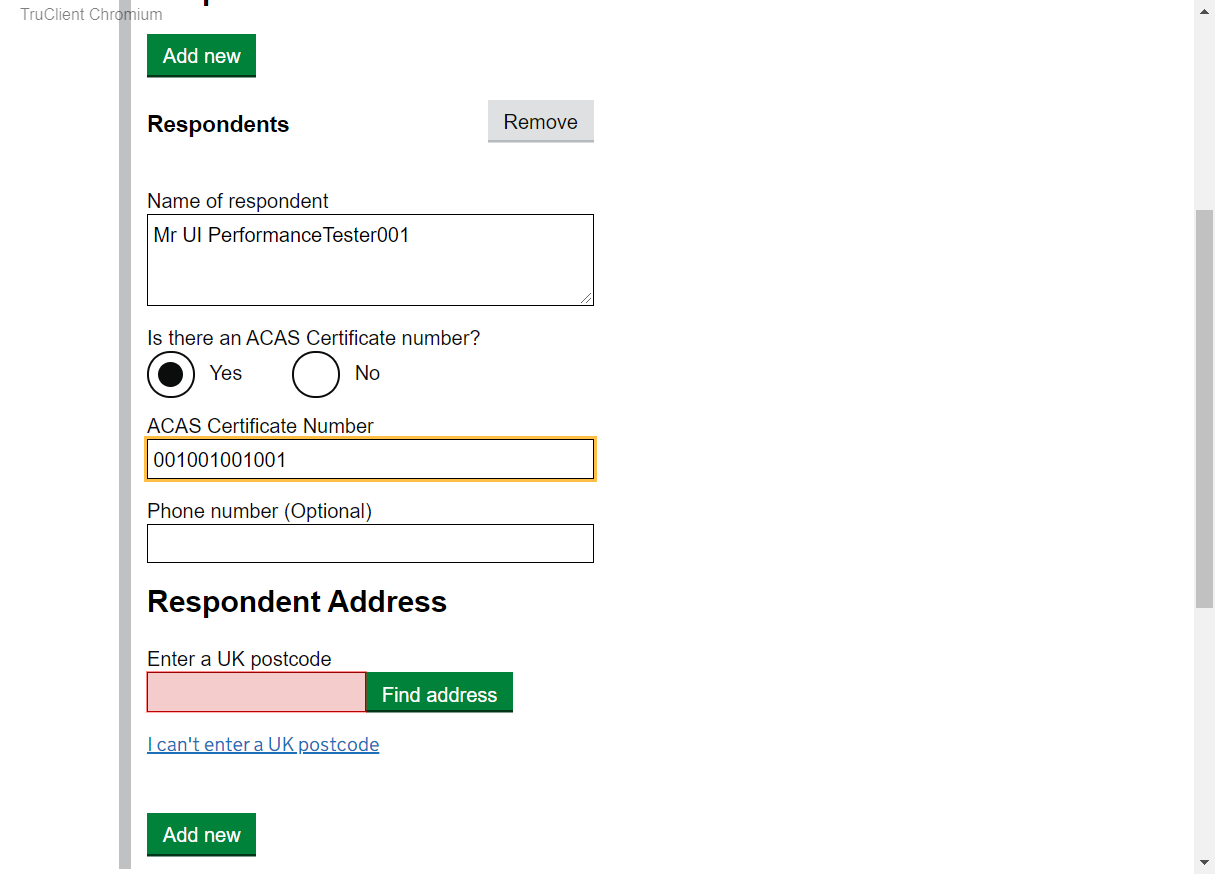 TruClient Chromium
Add new
Respondents
Remove
Name of respondent
Mr UI PerformanceTester001
Is there an ACAS Certificate number?
Yes
No
ACAS Certificate Number
001001001001
Phone number (Optional)
Respondent Address
Enter a UK postcode
Find address
I can't enter a UK postcode
Add new